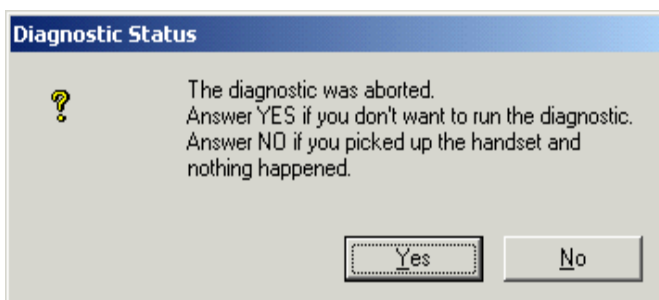 Diagnostic Status
The diagnostic was aborted.
Answer YES if you don't want to run the diagnostic.
Answer NO if you picked up the handset and
nothing happened.
Yes
No